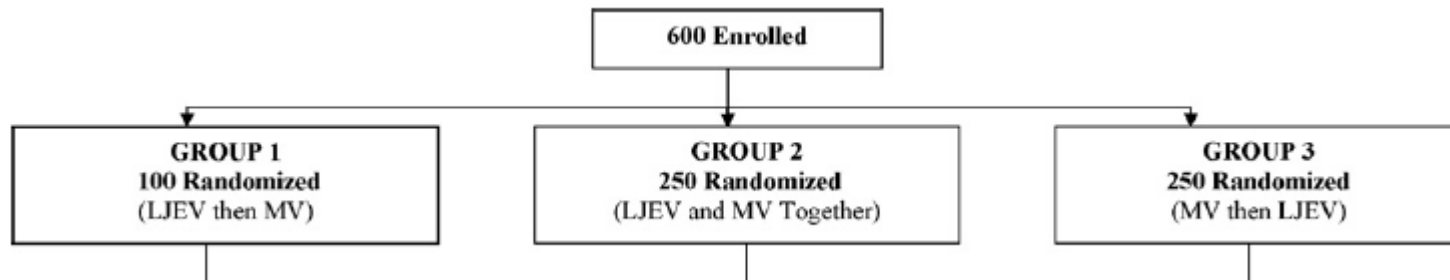 600 Enrolled
GROUP 1
100 Randomized
(LJEV then MV)
GROUP 2
250 Randomized
(LJEV and MV Together)
GROUP 3
250 Randomized
(MV then LJEV)